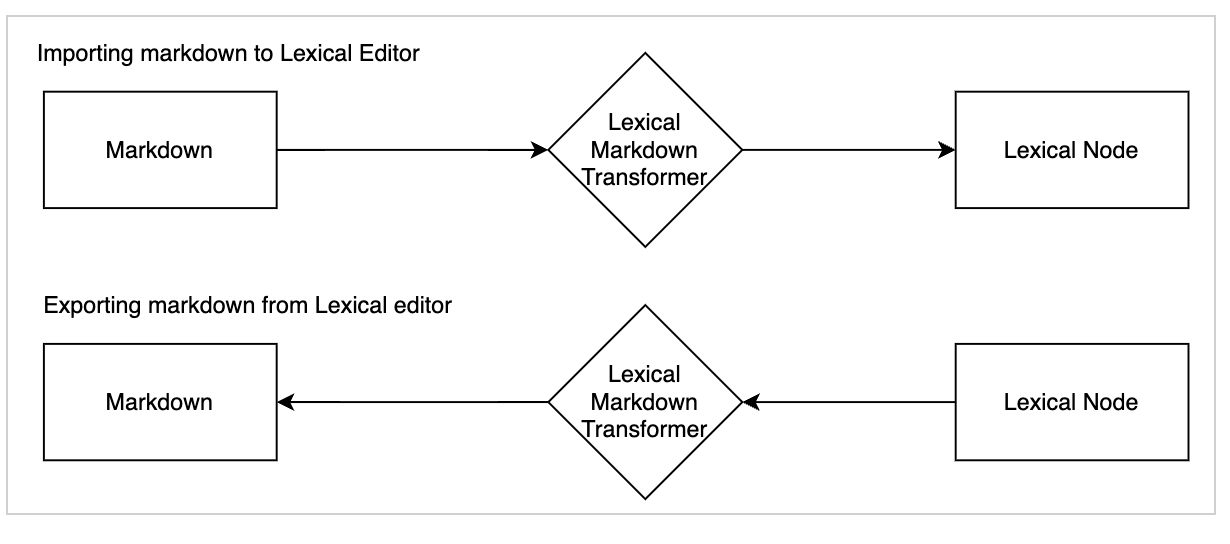 Importing markdown to Lexical Editor
Markdown
Lexical
Markdown
Transformer
Lexical Node
Exporting markdown from Lexical editor
Markdown
Lexical
Markdown
Transformer
Lexical Node